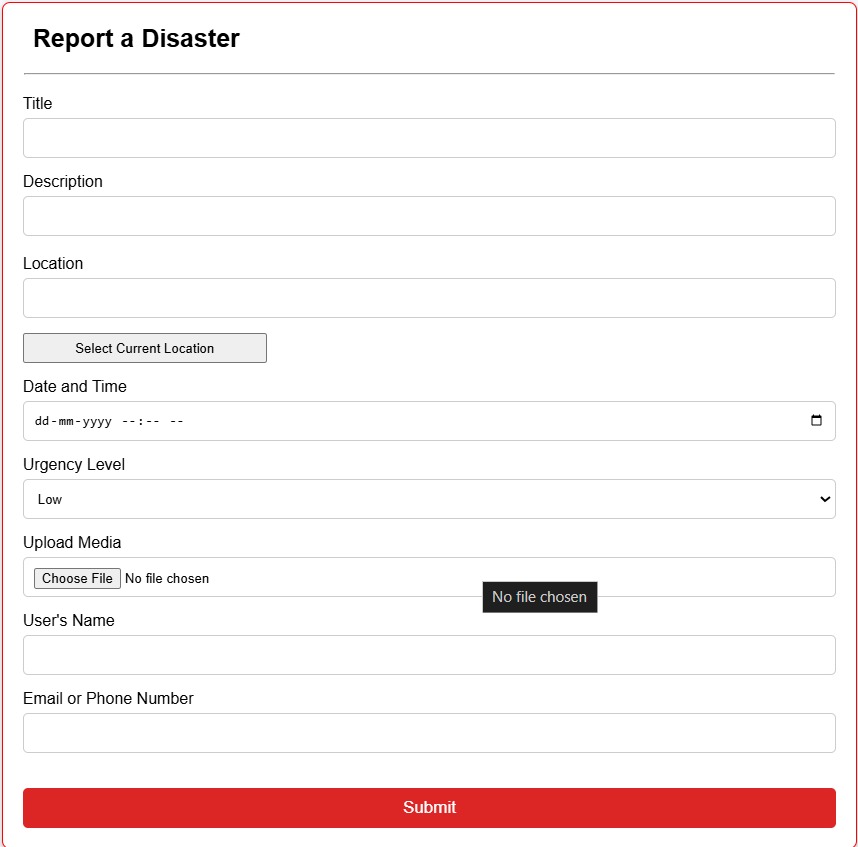 Report a Disaster
Title
Description
Location
Select Current Location
Date and Time
dd-mm-yyyy --:-- --
Urgency Level
Low
Upload Media
Choose File No file chosen
No file chosen
User's Name
Email or Phone Number
Submit